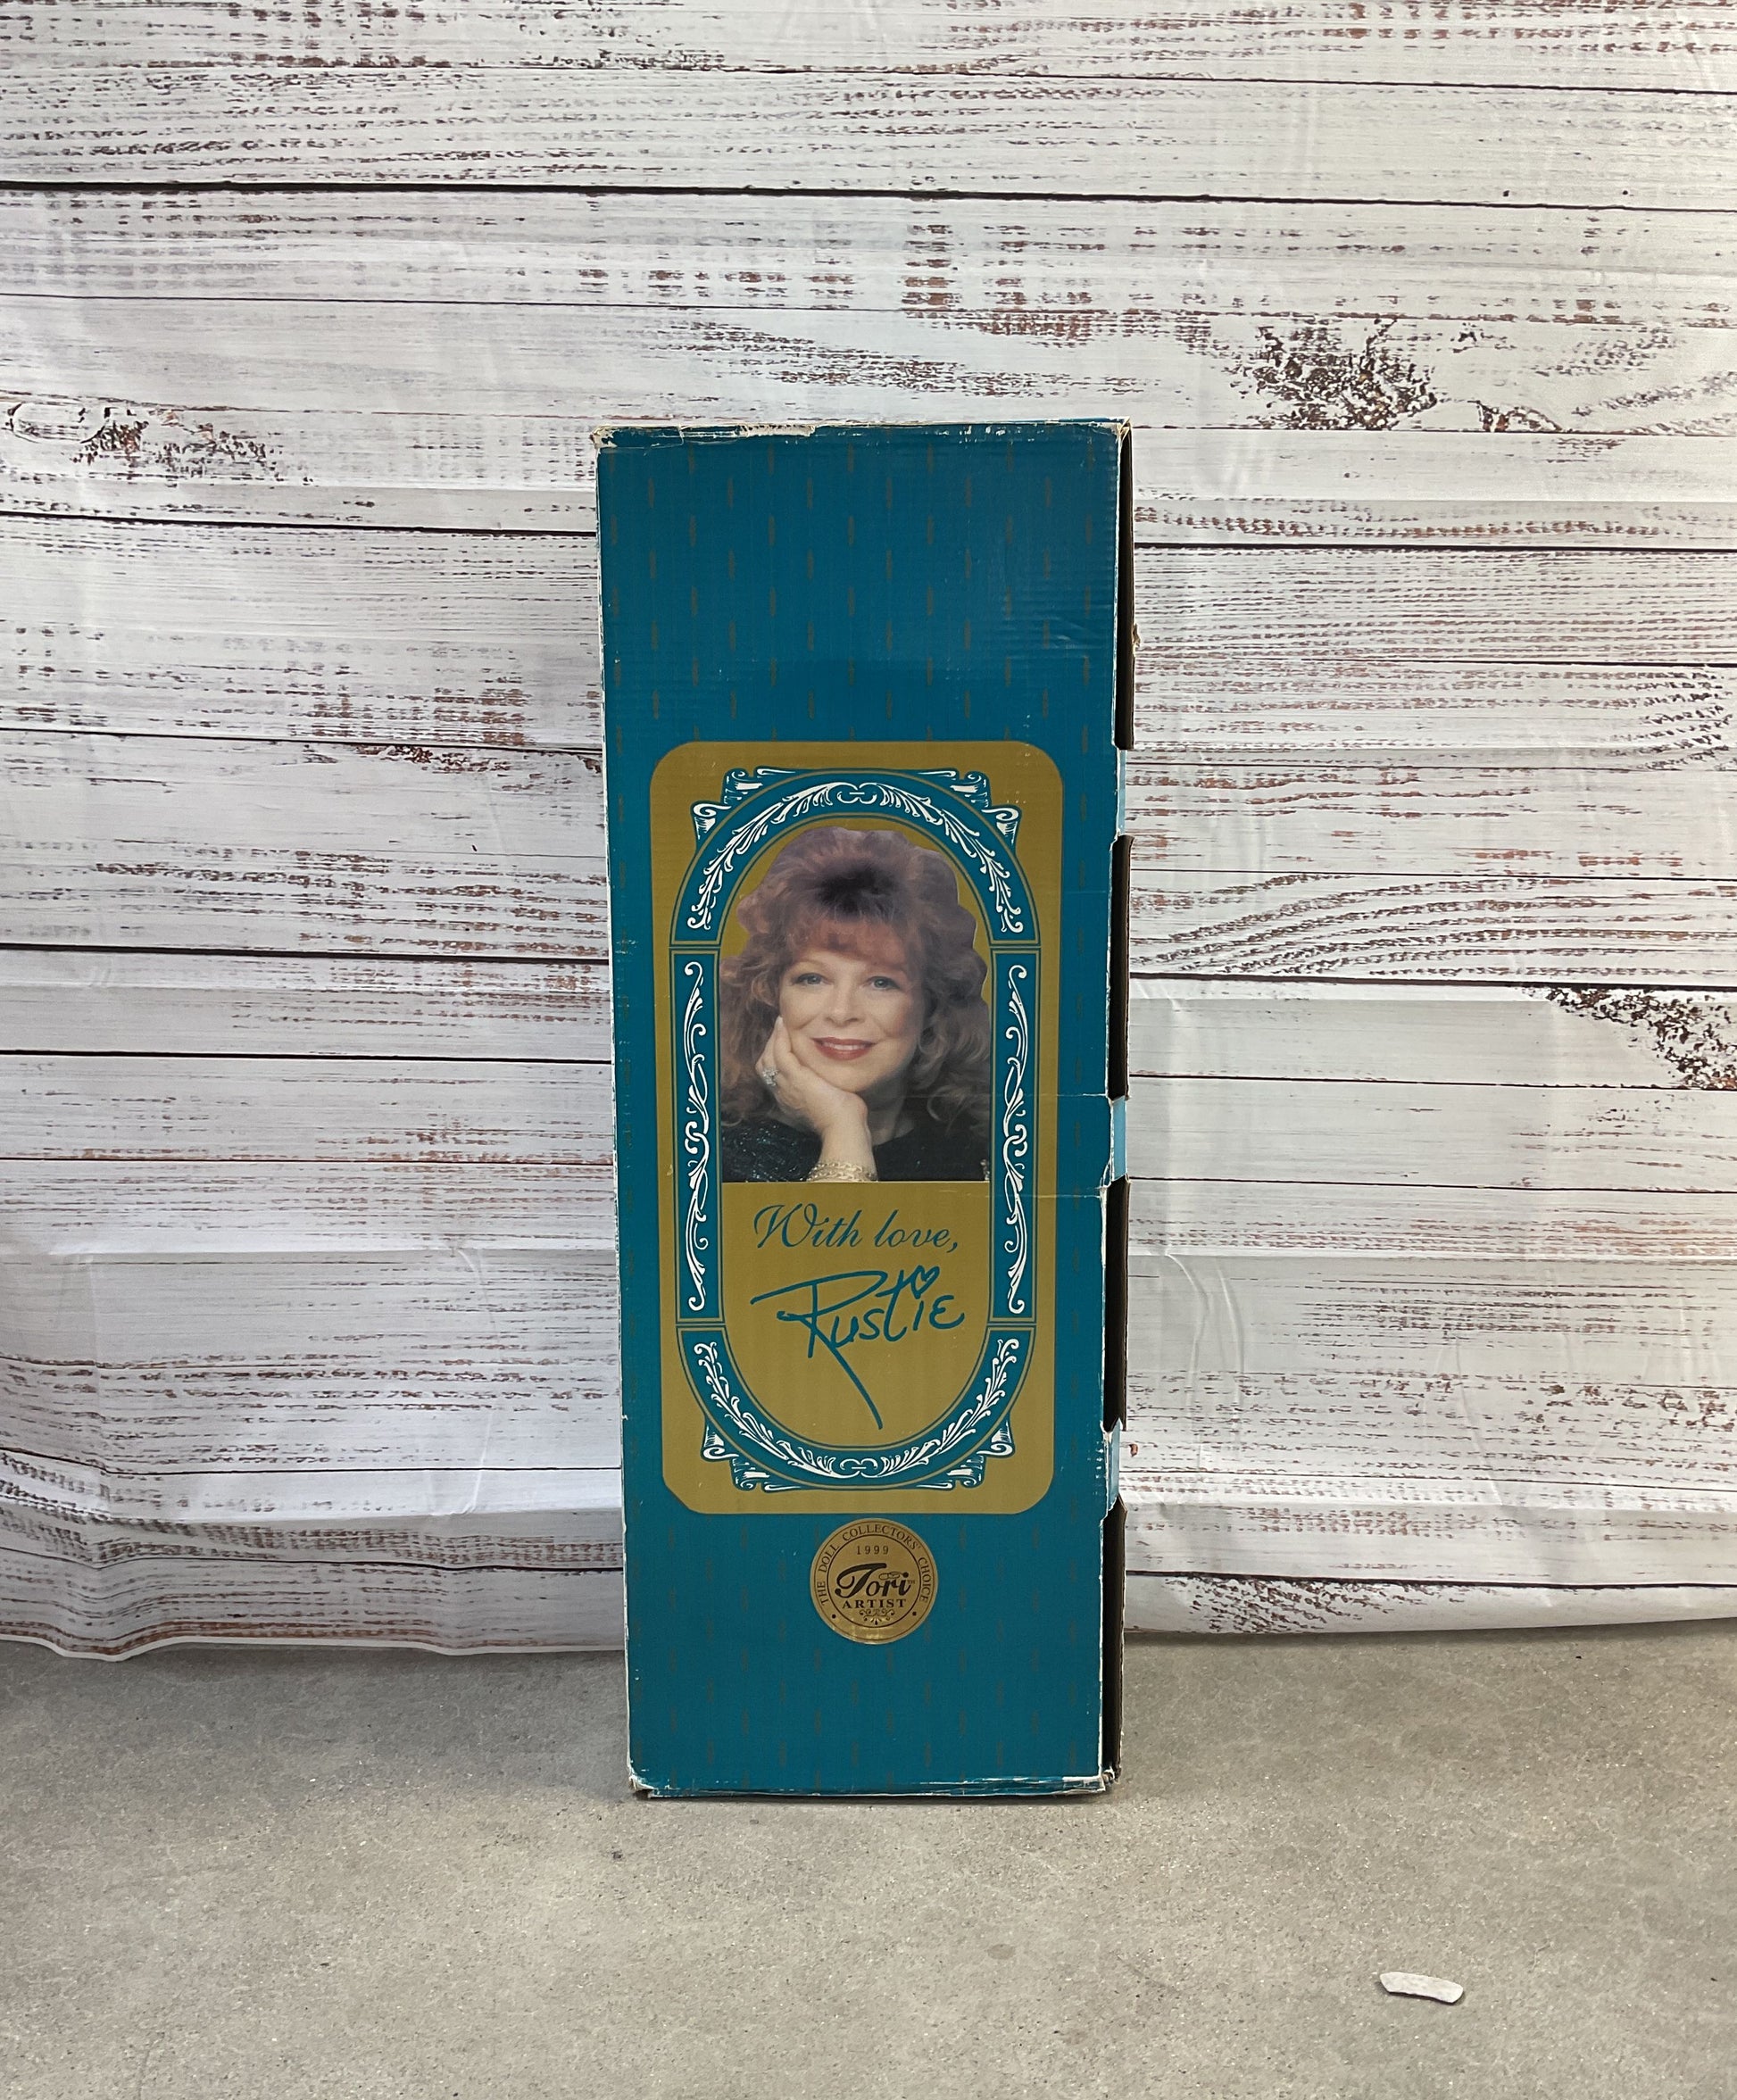 With love,
Rustie
THE DOLL COLLECTORS' CHOICE
1999
Tori
ARTIST